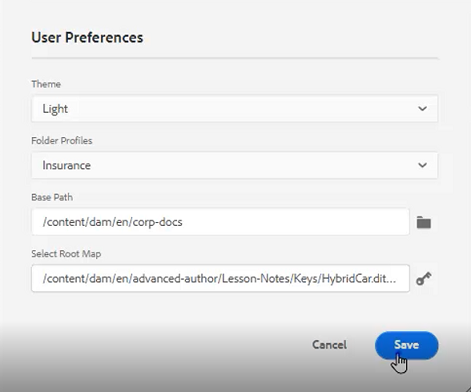 User Preferences
Theme
Light
Folder Profiles
Insurance
Base Path
/content/dam/en/corp-docs
Select Root Map
/content/dam/en/advanced-author/Lesson-Notes/Keys/HybridCar.dit...
Cancel Save